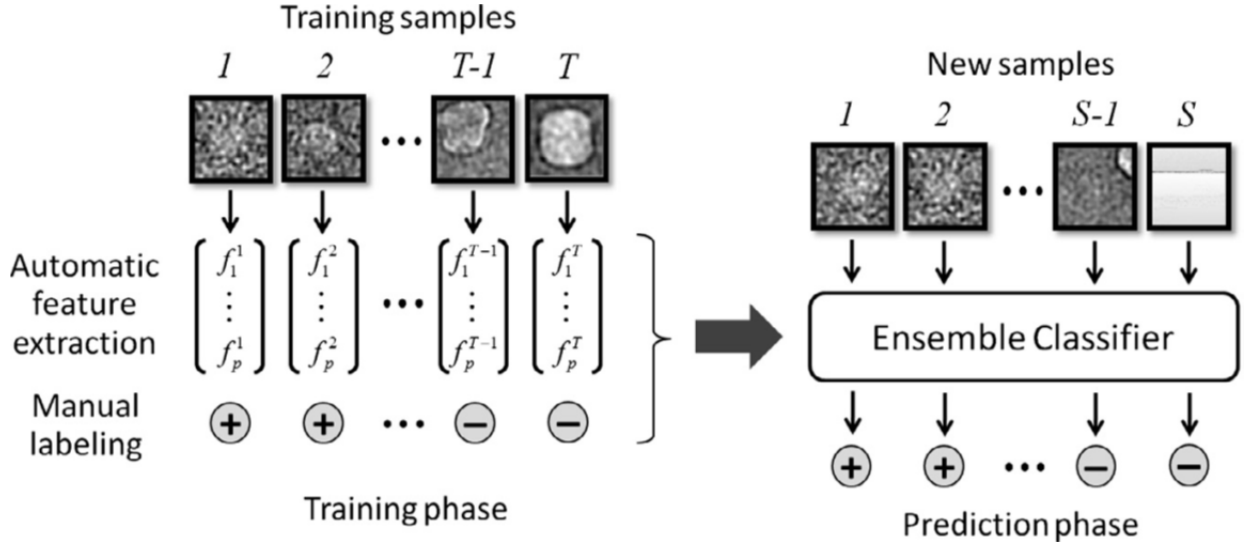 Training samples
1 2 ... T-1 T
f_1^1 f_1^2 ... f_1^{T-1} f_1^T
⋮ ⋮ ⋮ ⋮
f_p^1 f_p^2 f_p^{T-1} f_p^T
Automatic
feature
extraction
Manual
labeling
+ + ... − −
Training phase
New samples
1 2 ... S-1 S
Ensemble Classifier
+ + ... − −
Prediction phase